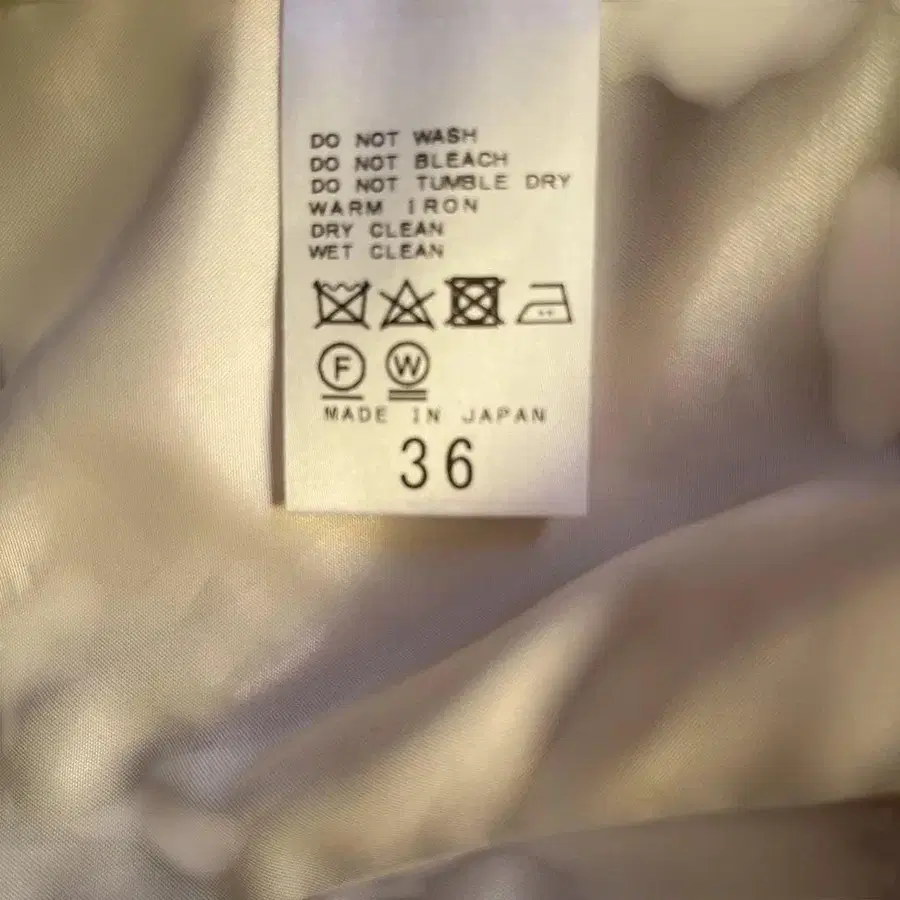 DO NOT WASH
DO NOT BLEACH
DO NOT TUMBLE DRY
WARM IRON
DRY CLEAN
WET CLEAN
F W
MADE IN JAPAN
36